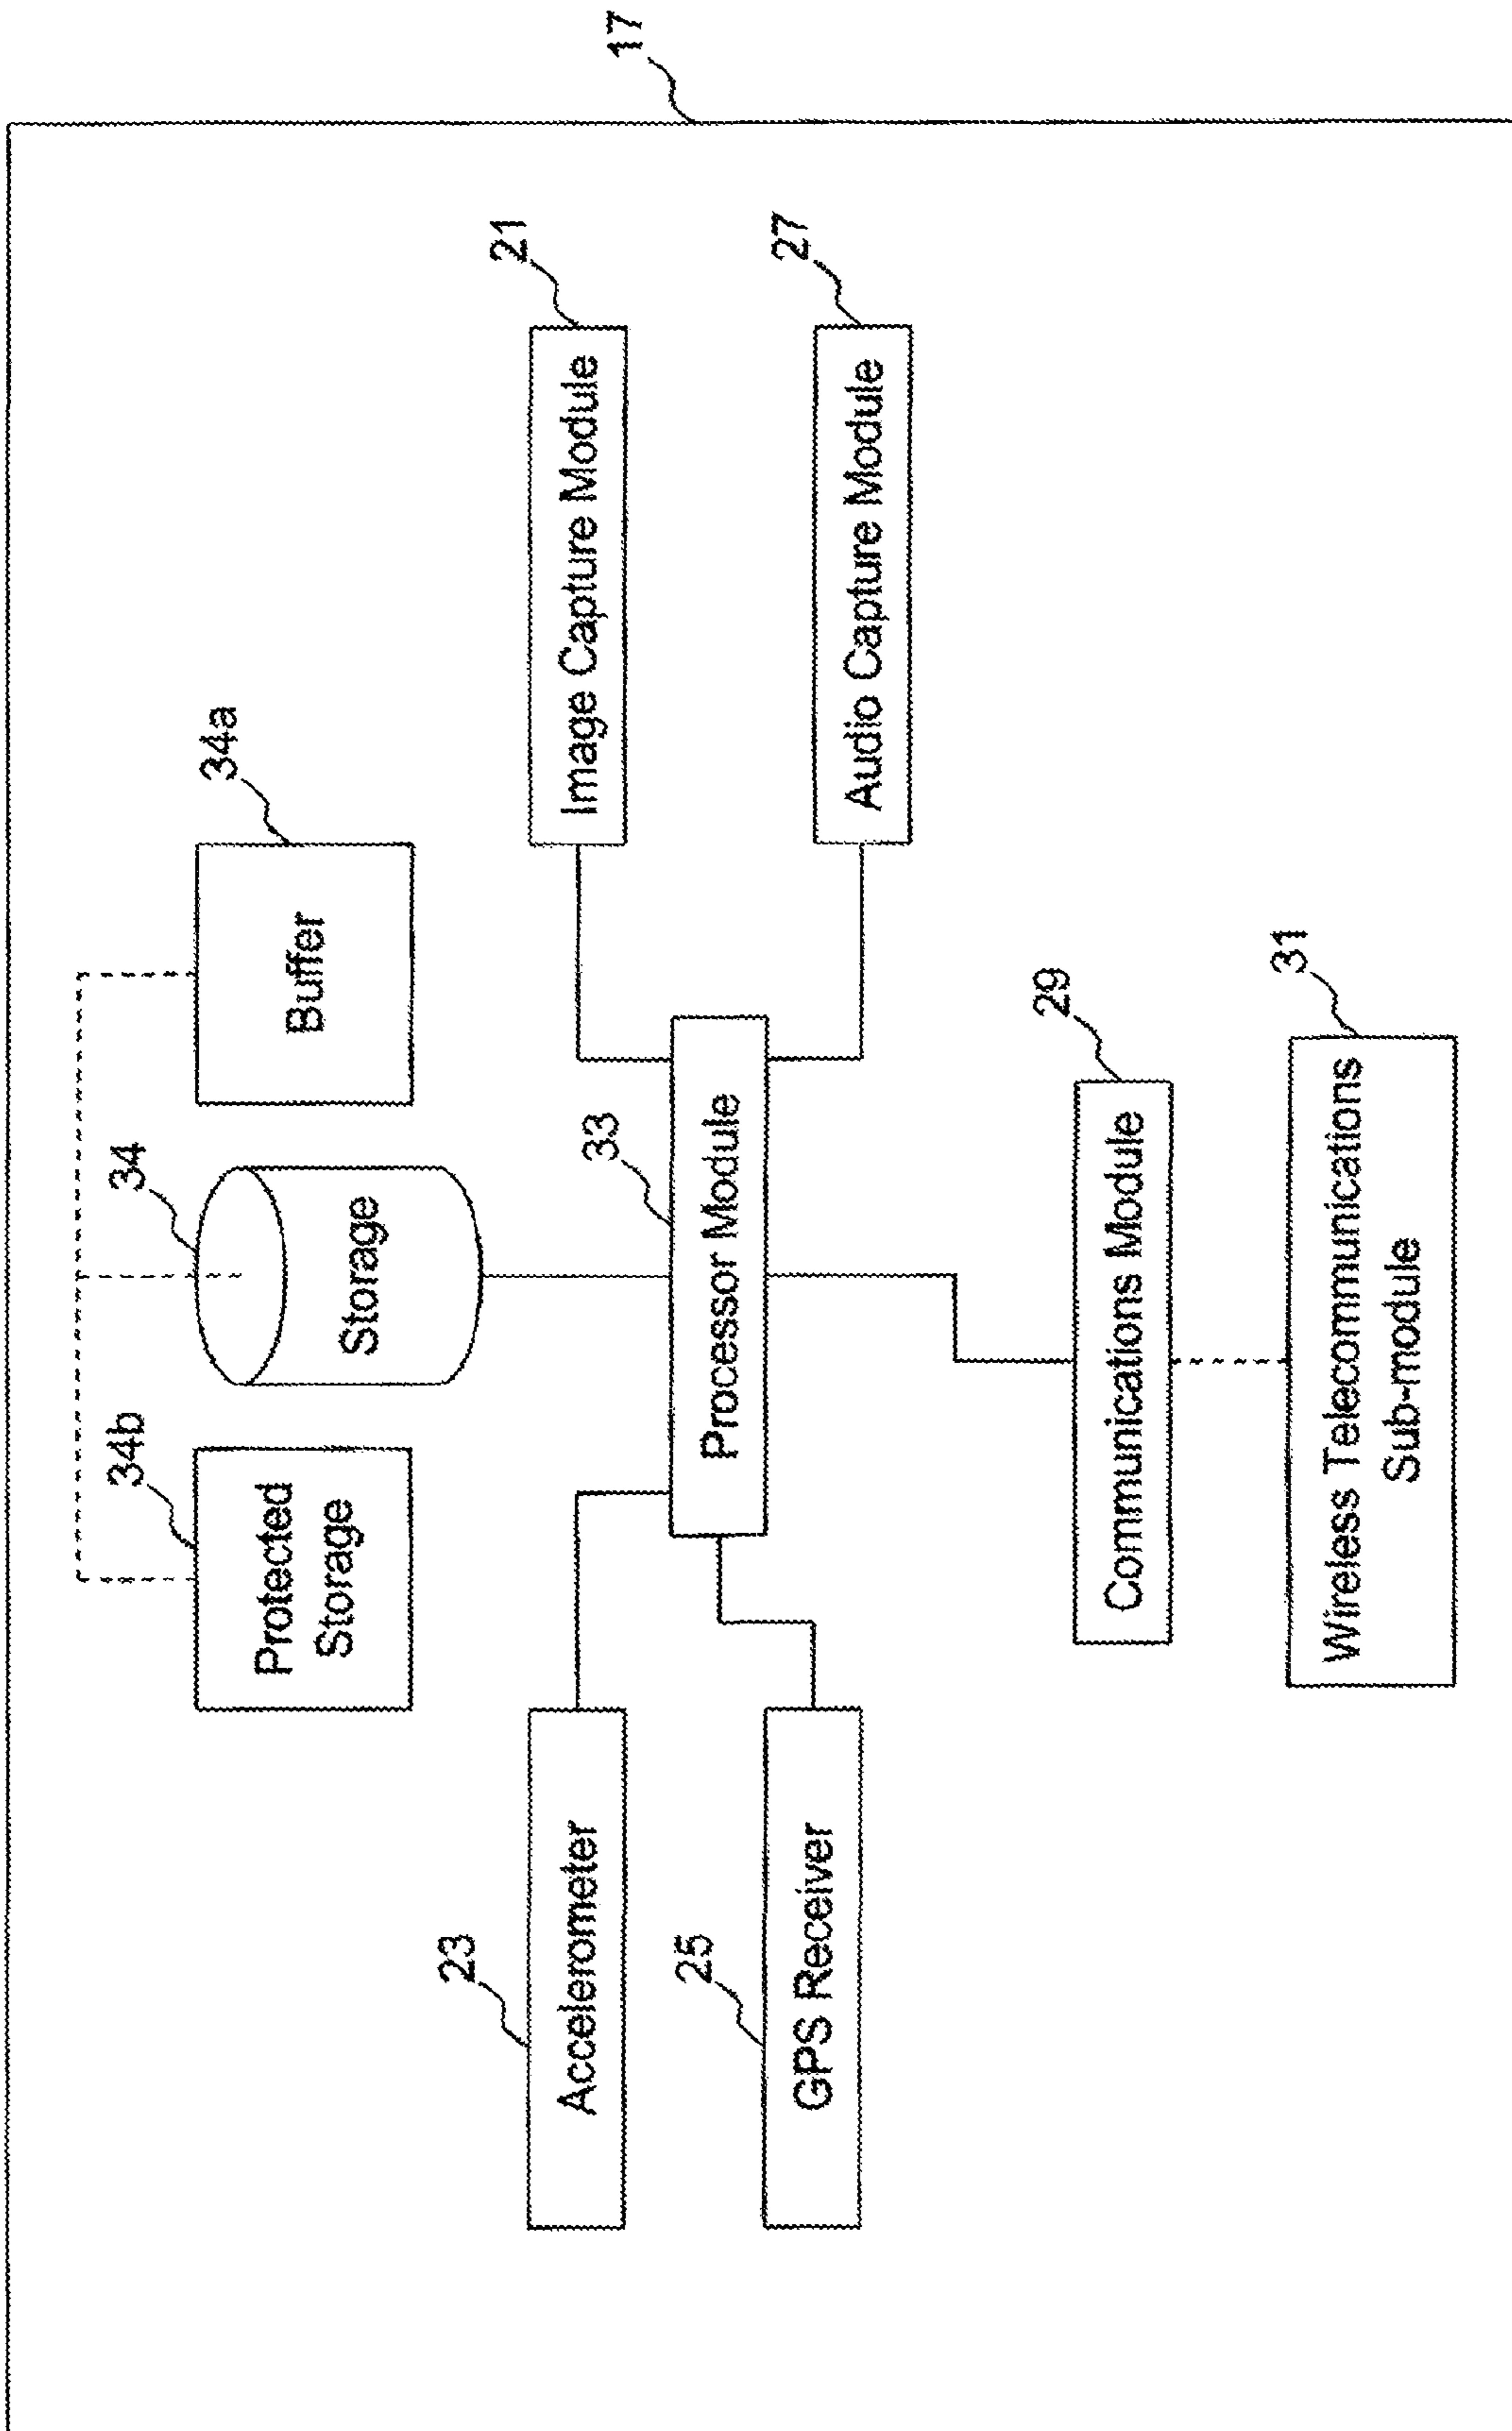 17
34b
34
34a
Protected
Storage
Storage
Buffer
23
Accelerometer
21
Image Capture Module
33
Processor Module
25
GPS Receiver
27
Audio Capture Module
29
Communications Module
31
Wireless Telecommunications
Sub-module